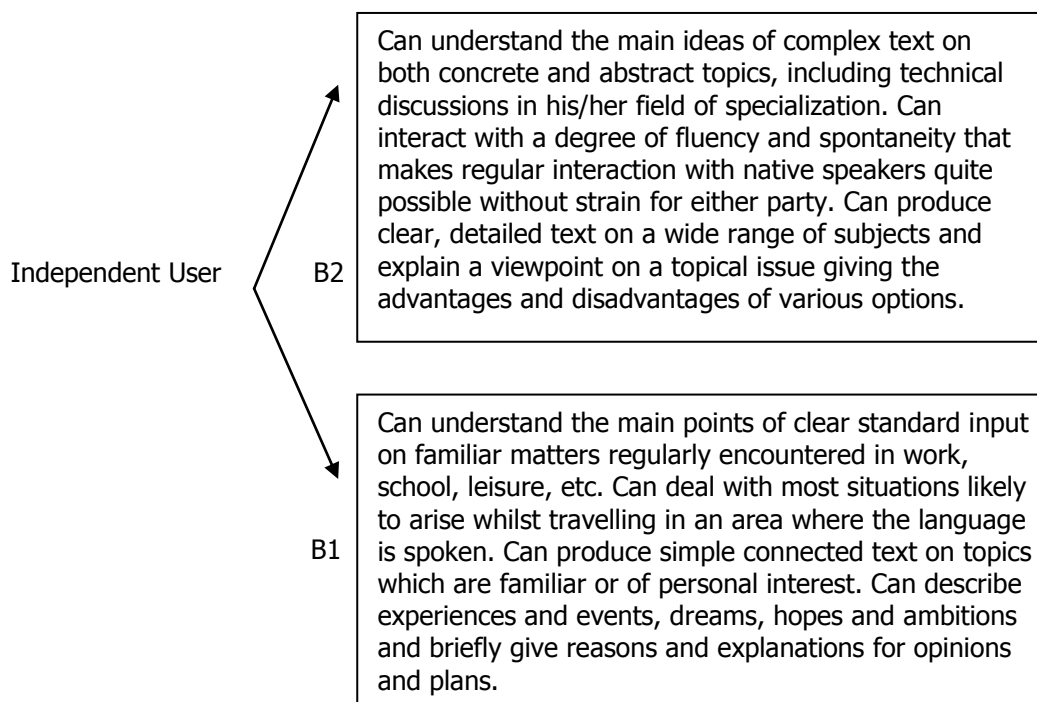 Can understand the main ideas of complex text on
both concrete and abstract topics, including technical
discussions in his/her field of specialization. Can
interact with a degree of fluency and spontaneity that
makes regular interaction with native speakers quite
possible without strain for either party. Can produce
clear, detailed text on a wide range of subjects and
explain a viewpoint on a topical issue giving the
advantages and disadvantages of various options.
Independent User
B2
Can understand the main points of clear standard input
on familiar matters regularly encountered in work,
school, leisure, etc. Can deal with most situations likely
to arise whilst travelling in an area where the language
is spoken. Can produce simple connected text on topics
which are familiar or of personal interest. Can describe
experiences and events, dreams, hopes and ambitions
and briefly give reasons and explanations for opinions
and plans.
B1